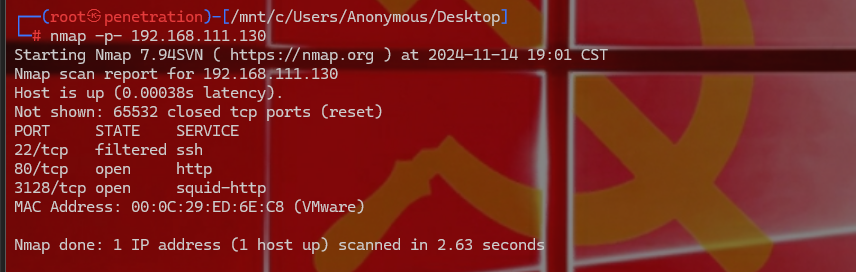 ┌──(root㉿penetration)-[/mnt/c/Users/Anonymous/Desktop]
└─# nmap -p- 192.168.111.130
Starting Nmap 7.94SVN ( https://nmap.org ) at 2024-11-14 19:01 CST
Nmap scan report for 192.168.111.130
Host is up (0.00038s latency).
Not shown: 65532 closed tcp ports (reset)
PORT     STATE    SERVICE
22/tcp   filtered ssh
80/tcp   open     http
3128/tcp open     squid-http
MAC Address: 00:0C:29:ED:6E:C8 (VMware)

Nmap done: 1 IP address (1 host up) scanned in 2.63 seconds